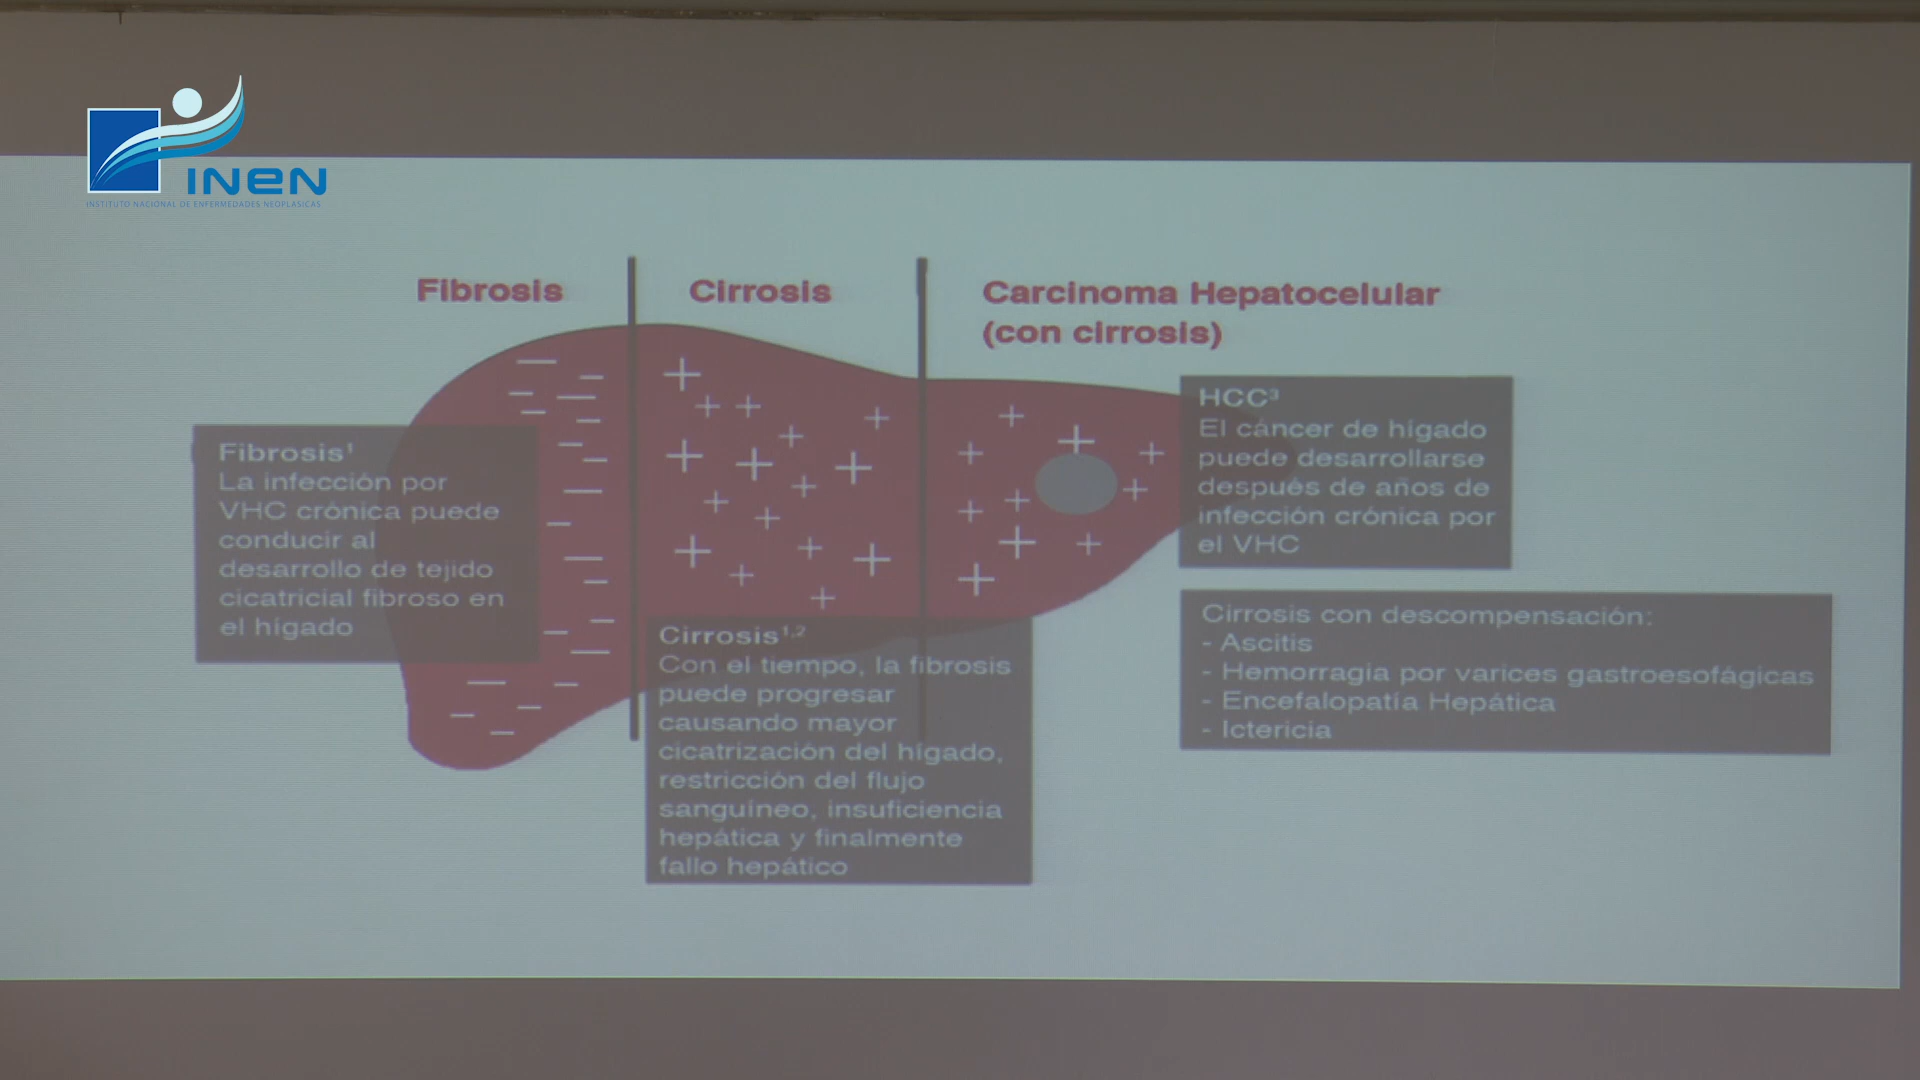 INEN
INSTITUTO NACIONAL DE ENFERMEDADES NEOPLASICAS
Fibrosis
Cirrosis
Carcinoma Hepatocelular
(con cirrosis)
Fibrosis¹
La infección por
VHC crónica puede
conducir al
desarrollo de tejido
cicatricial fibroso en
el hígado
Cirrosis¹,²
Con el tiempo, la fibrosis
puede progresar
causando mayor
cicatrización del hígado,
restricción del flujo
sanguíneo, insuficiencia
hepática y finalmente
fallo hepático
HCC³
El cáncer de hígado
puede desarrollarse
después de años de
infección crónica por
el VHC
Cirrosis con descompensación:
- Ascitis
- Hemorragia por varices gastroesofágicas
- Encefalopatía Hepática
- Ictericia